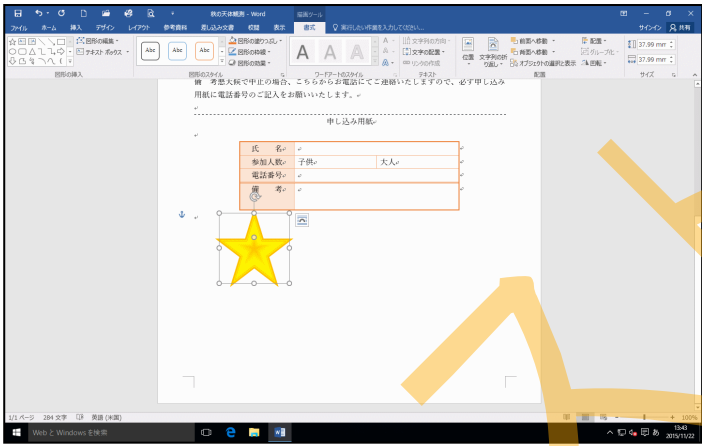 秋の天体観測 - Word
描画ツール
ファイル ホーム 挿入 デザイン レイアウト 参考資料 差し込み文書 校閲 表示 書式 実行したい作業を入力してください... サインイン 共有
図形の編集
テキスト ボックス
Abc Abc Abc
図形の塗りつぶし
図形の枠線
図形の効果
A A A
文字列の方向
文字の配置
リンクの作成
位置 文字列の折り返し
前面へ移動
背面へ移動
オブジェクトの選択と表示
配置
グループ化
回転
37.99 mm
37.99 mm
図形の挿入 図形のスタイル ワードアートのスタイル テキスト 配置 サイズ
備 考悪天候で中止の場合、こちらからお電話にてご連絡いたしますので、必ず申し込み
用紙に電話番号のご記入をお願いいたします、
申し込み用紙
氏 名
参加人数 子供 大人
電話番号
備 考
1/1 ページ 284 文字 英語 (米国) 100%
Web と Windows を検索
あ
13:43
2015/11/22